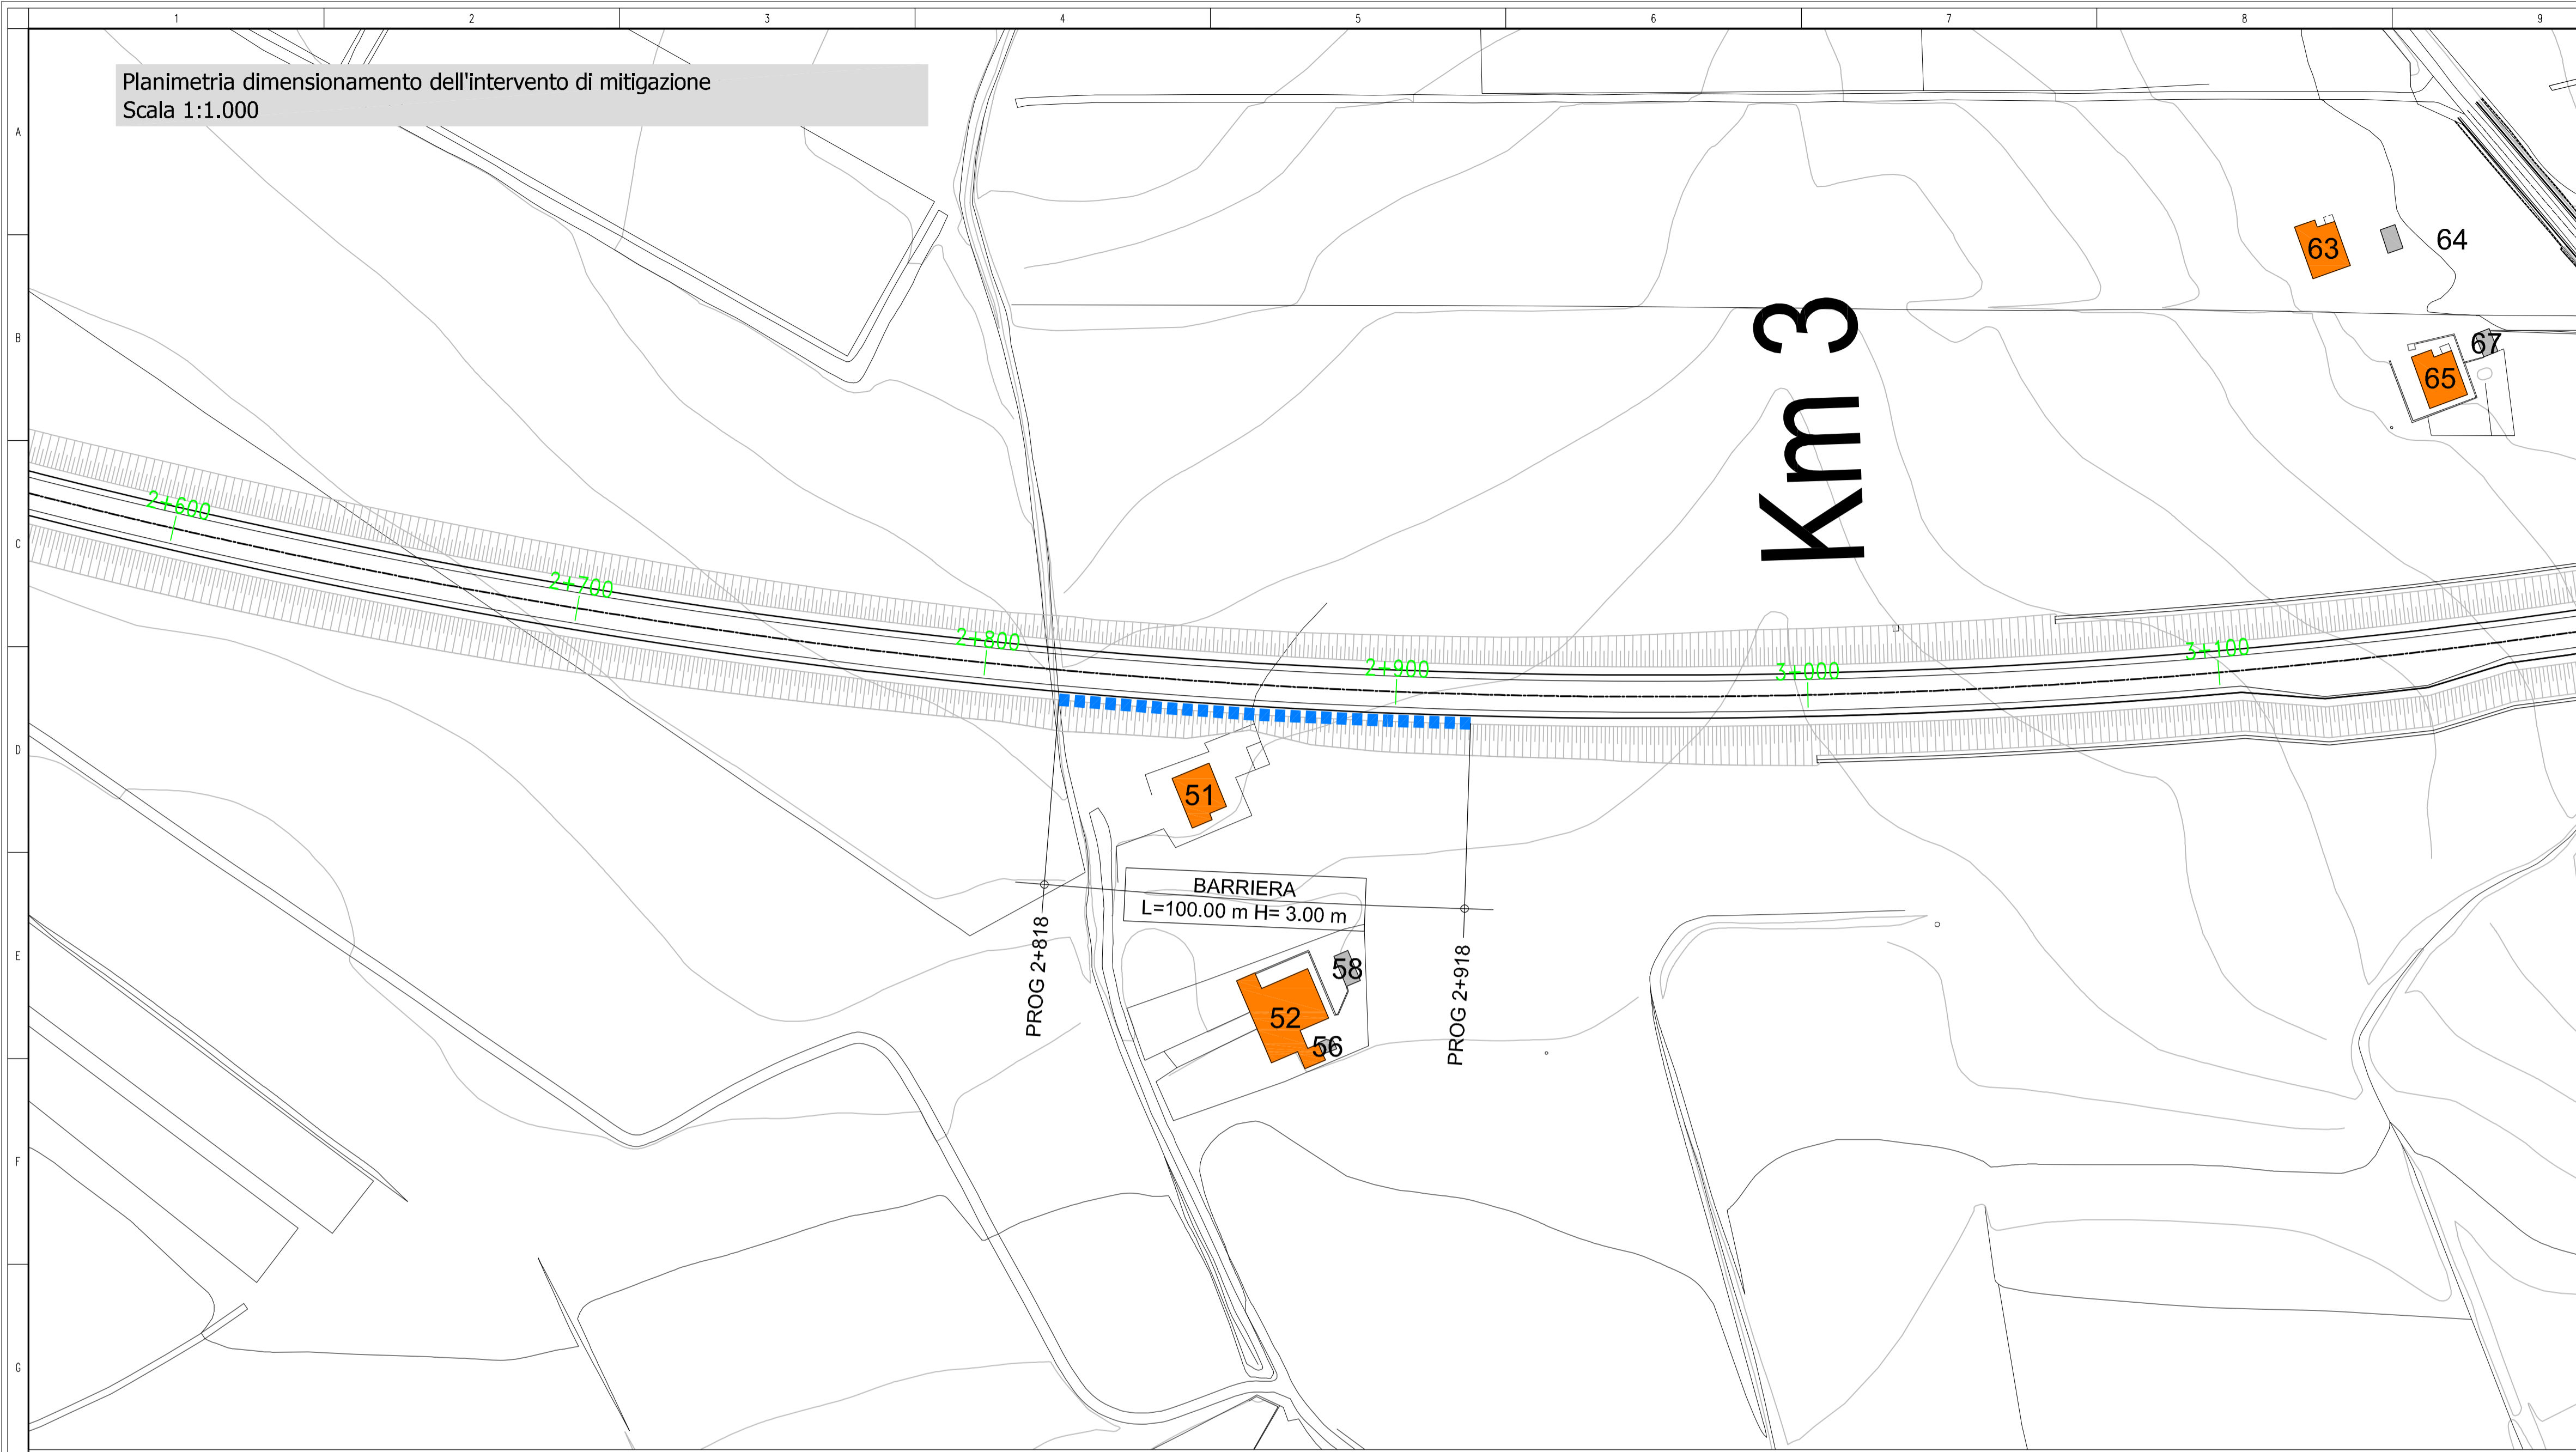 1 2 3 4 5 6 7 8 9
Planimetria dimensionamento dell'intervento di mitigazione
Scala 1:1.000
A
B
C
D
E
F
G
63
64
67
65
Km 3
2+600
2+700
2+800
2+900
3+000
3+100
51
BARRIERA
L=100.00 m H= 3.00 m
PROG 2+818
PROG 2+918
58
52
56